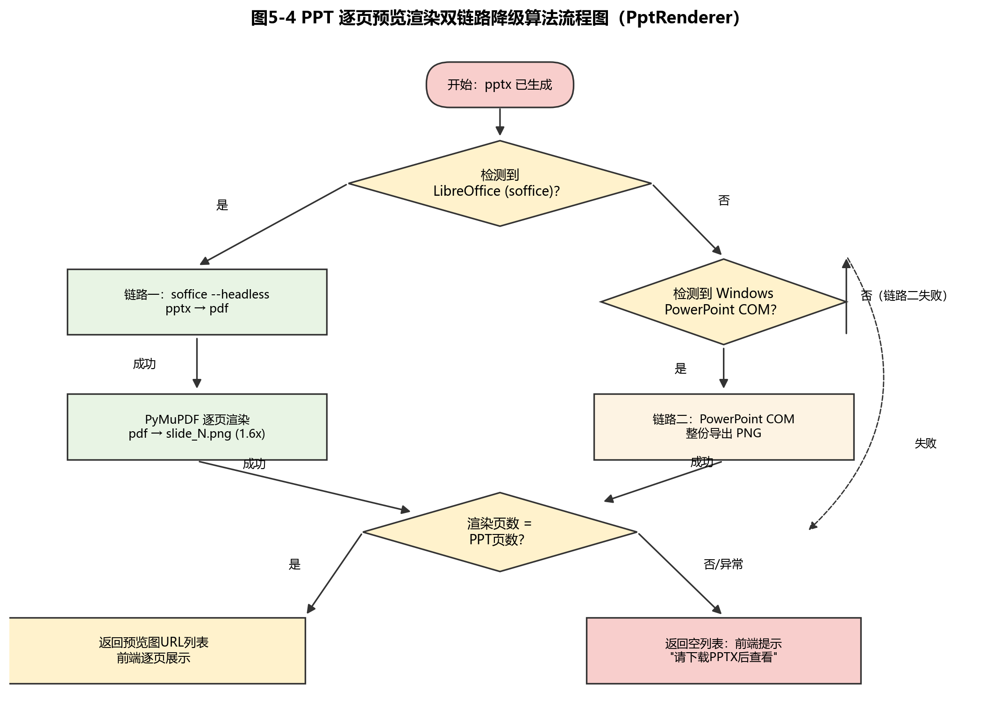 图5-4 PPT 逐页预览渲染双链路降级算法流程图（PptRenderer）
开始：pptx 已生成
检测到
LibreOffice (soffice)?
是
否
链路一：soffice --headless
pptx → pdf
检测到 Windows
PowerPoint COM?
否（链路二失败）
成功
是
PyMuPDF 逐页渲染
pdf → slide_N.png (1.6x)
链路二：PowerPoint COM
整份导出 PNG
失败
成功
成功
渲染页数 =
PPT页数?
是
否/异常
返回预览图URL列表
前端逐页展示
返回空列表：前端提示
"请下载PPTX后查看"